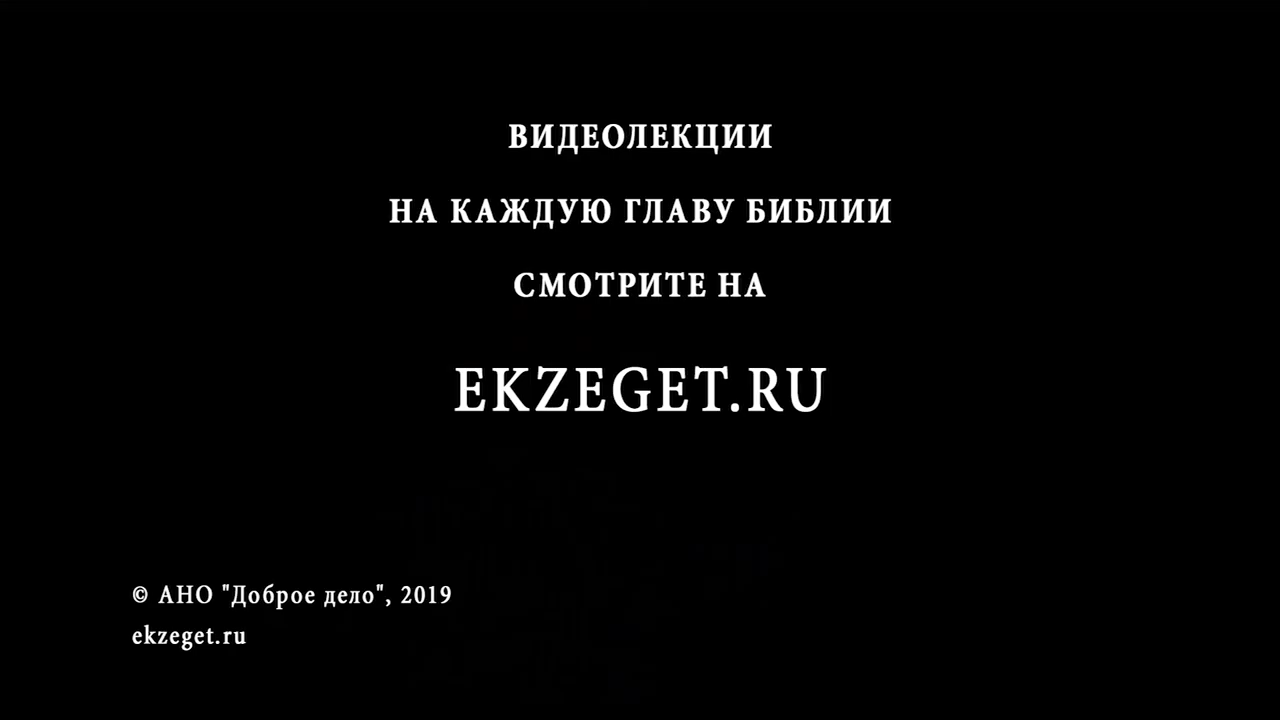 ВИДЕОЛЕКЦИИ
НА КАЖДУЮ ГЛАВУ БИБЛИИ
СМОТРИТЕ НА
EKZEGET.RU
© АНО "Доброе дело", 2019
ekzeget.ru